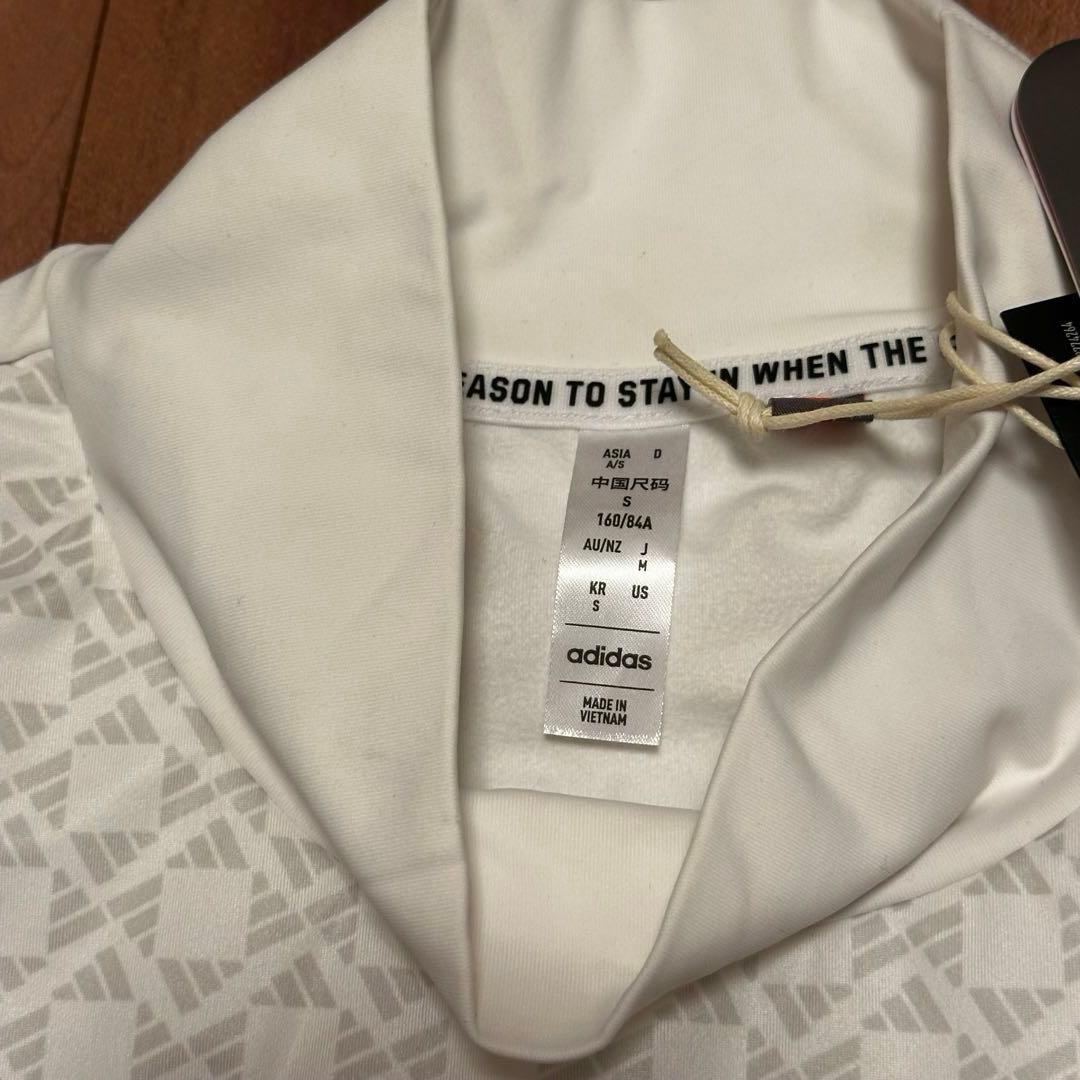 EASON TO STAY IN WHEN THE
ASIA D
A/S
中国尺码
S
160/84A
AU/NZ J
M
KR US
S
adidas
MADE IN
VIETNAM